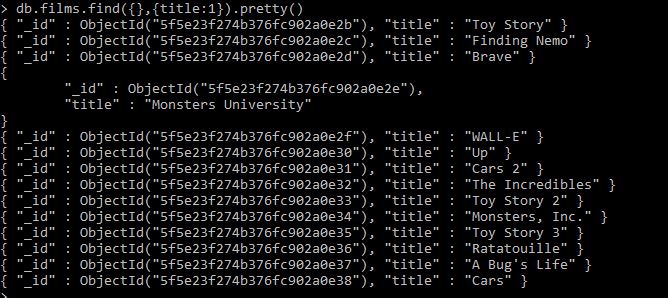 > db.films.find({},{title:1}).pretty()
{ "_id" : ObjectId("5f5e23f274b376fc902a0e2b"), "title" : "Toy Story" }
{ "_id" : ObjectId("5f5e23f274b376fc902a0e2c"), "title" : "Finding Nemo" }
{ "_id" : ObjectId("5f5e23f274b376fc902a0e2d"), "title" : "Brave" }
{
        "_id" : ObjectId("5f5e23f274b376fc902a0e2e"),
        "title" : "Monsters University"
}
{ "_id" : ObjectId("5f5e23f274b376fc902a0e2f"), "title" : "WALL-E" }
{ "_id" : ObjectId("5f5e23f274b376fc902a0e30"), "title" : "Up" }
{ "_id" : ObjectId("5f5e23f274b376fc902a0e31"), "title" : "Cars 2" }
{ "_id" : ObjectId("5f5e23f274b376fc902a0e32"), "title" : "The Incredibles" }
{ "_id" : ObjectId("5f5e23f274b376fc902a0e33"), "title" : "Toy Story 2" }
{ "_id" : ObjectId("5f5e23f274b376fc902a0e34"), "title" : "Monsters, Inc." }
{ "_id" : ObjectId("5f5e23f274b376fc902a0e35"), "title" : "Toy Story 3" }
{ "_id" : ObjectId("5f5e23f274b376fc902a0e36"), "title" : "Ratatouille" }
{ "_id" : ObjectId("5f5e23f274b376fc902a0e37"), "title" : "A Bug's Life" }
{ "_id" : ObjectId("5f5e23f274b376fc902a0e38"), "title" : "Cars" }
>